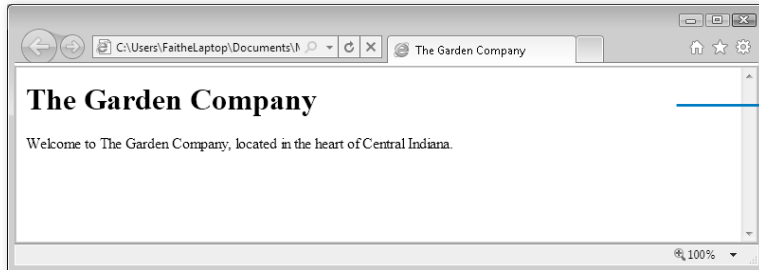 C:\Users\FaitheLaptop\Documents\
The Garden Company
The Garden Company
Welcome to The Garden Company, located in the heart of Central Indiana.
100%